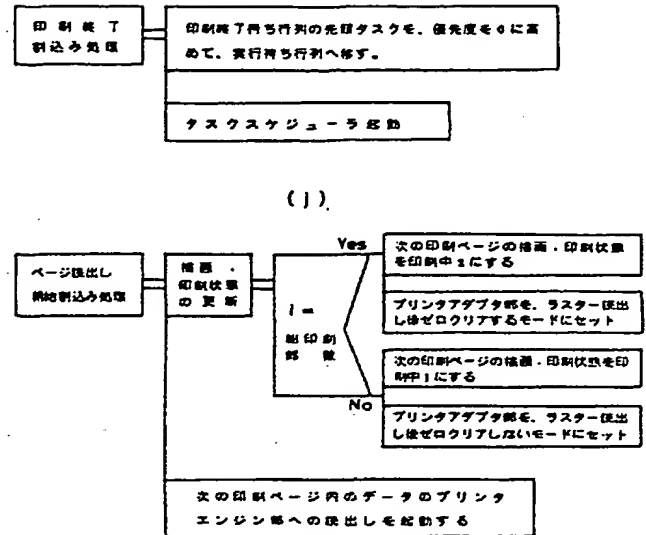 印刷終了
割込み処理
印刷終了待ち行列の先頭タスクを、優先度を0に高
めて、実行待ち行列へ移す。
タスクスケジューラ起動
(j)
ページ読出し
開始割込み処理
描画・
印刷状態
の更新
i=
総印刷
部数
Yes
次の印刷ページの描画・印刷状態
を印刷中2にする
プリンタアダプタ部を、ラスター読出
し後ゼロクリアするモードにセット
次の印刷ページの描画・印刷状態を印
刷中1にする
No
プリンタアダプタ部を、ラスター読出
し後ゼロクリアしないモードにセット
次の印刷ページ内のデータのプリンタ
エンジン部への読出しを起動する